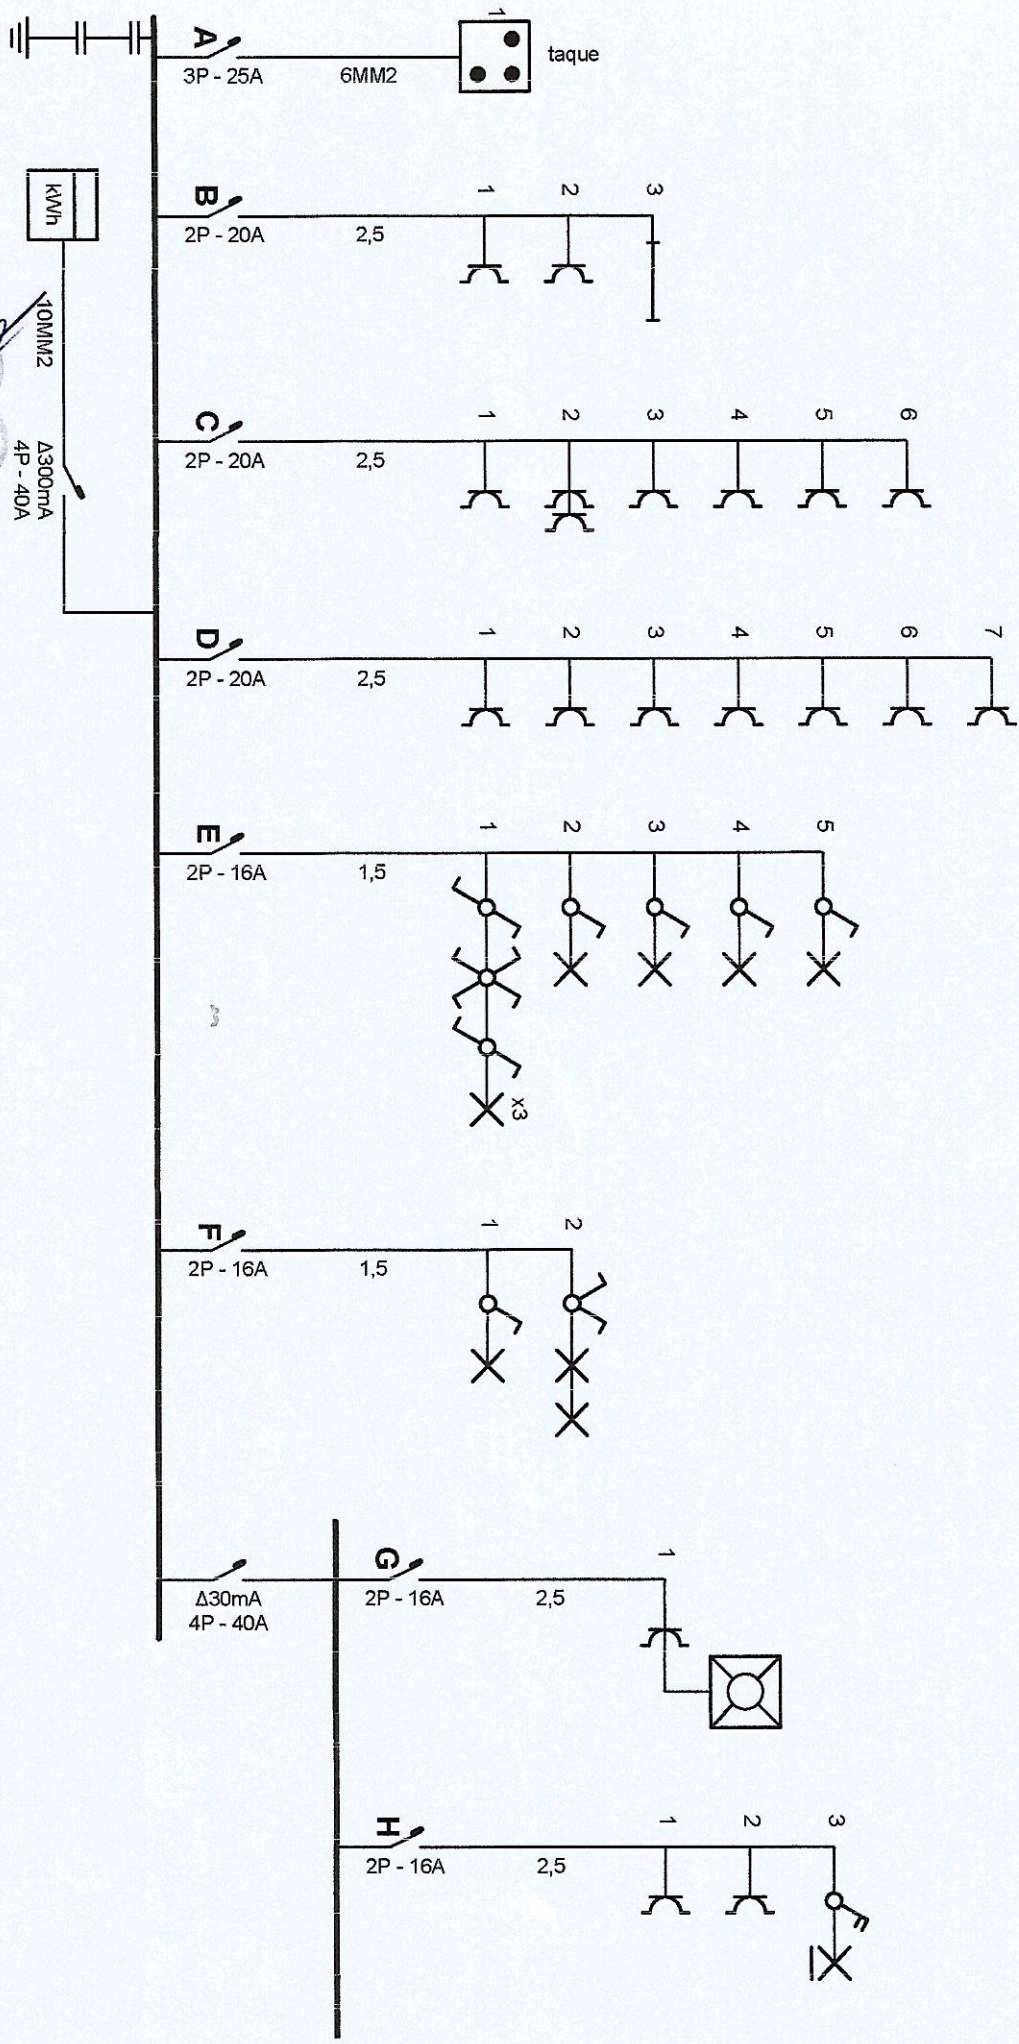 A
3P - 25A
6MM2
1
taque
B
2P - 20A
2,5
1
2
3
kWh
10MM2
Δ300mA
4P - 40A
C
2P - 20A
2,5
1
2
3
4
5
6
D
2P - 20A
2,5
1
2
3
4
5
6
7
E
2P - 16A
1,5
1
2
3
4
5
x3
F
2P - 16A
1,5
1
2
Δ30mA
4P - 40A
G
2P - 16A
2,5
1
H
2P - 16A
2,5
1
2
3